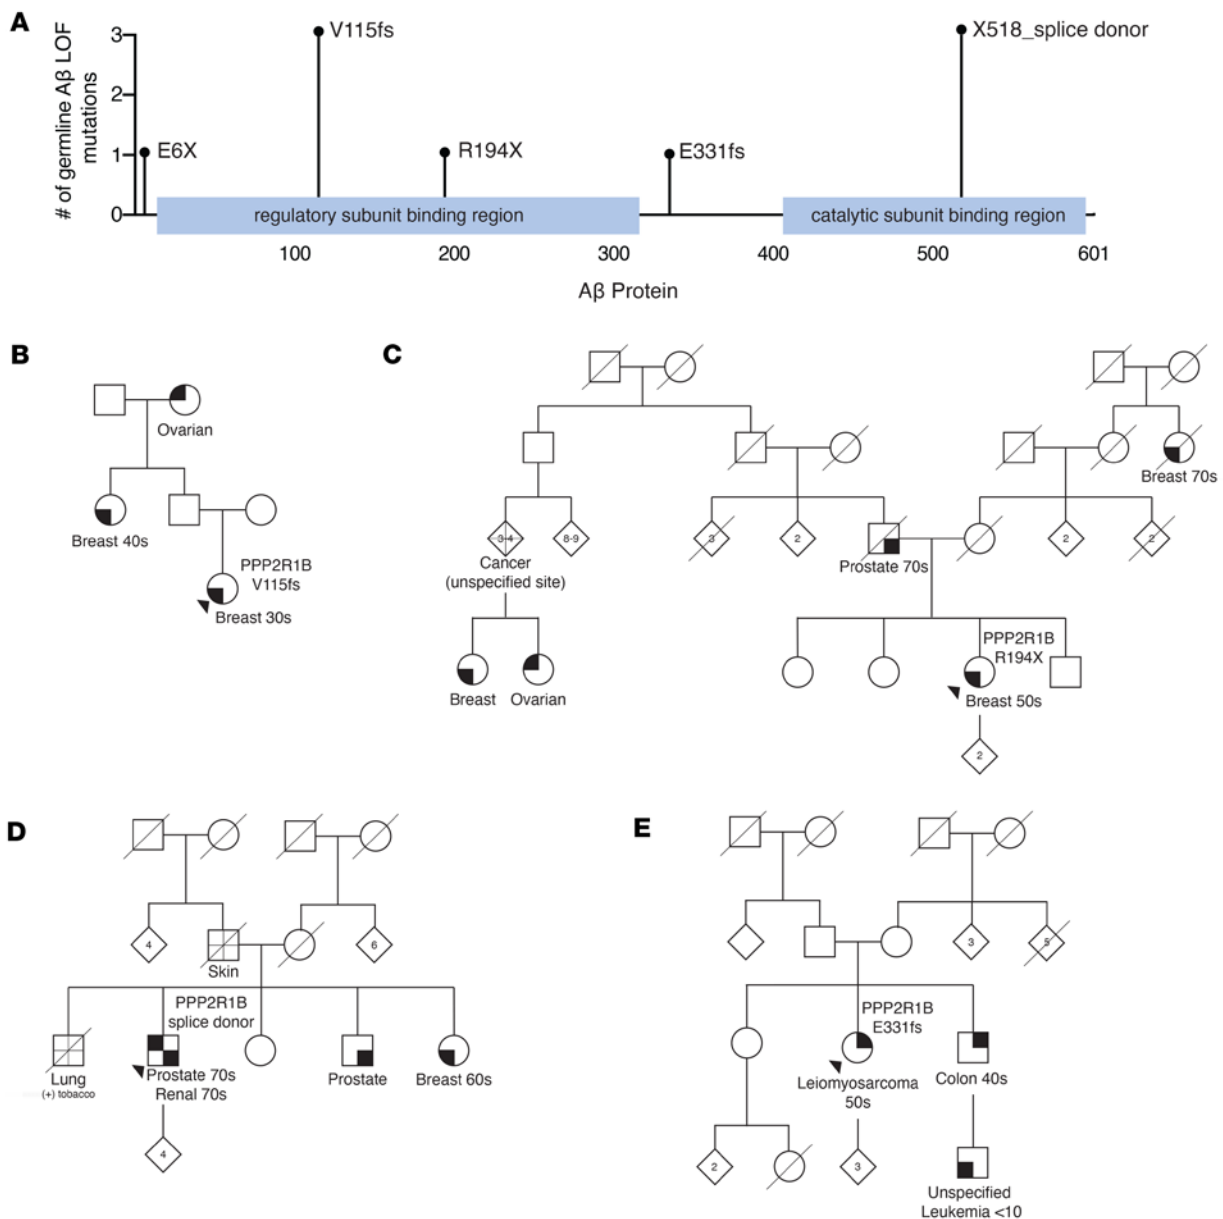 A
# of germline Aβ LOF
mutations
3
2
1
0
E6X
V115fs
R194X
E331fs
X518_splice donor
regulatory subunit binding region
catalytic subunit binding region
100
200
300
400
500
601
Aβ Protein
B
Ovarian
Breast 40s
PPP2R1B
V115fs
Breast 30s
C
Breast 70s
3-4
8-9
3
2
2
2
Cancer
(unspecified site)
Prostate 70s
Breast
Ovarian
PPP2R1B
R194X
Breast 50s
2
D
4
6
Skin
PPP2R1B
splice donor
Lung
(+) tobacco
Prostate 70s
Renal 70s
Prostate
Breast 60s
4
E
3
5
PPP2R1B
E331fs
Leiomyosarcoma
50s
Colon 40s
2
3
Unspecified
Leukemia <10